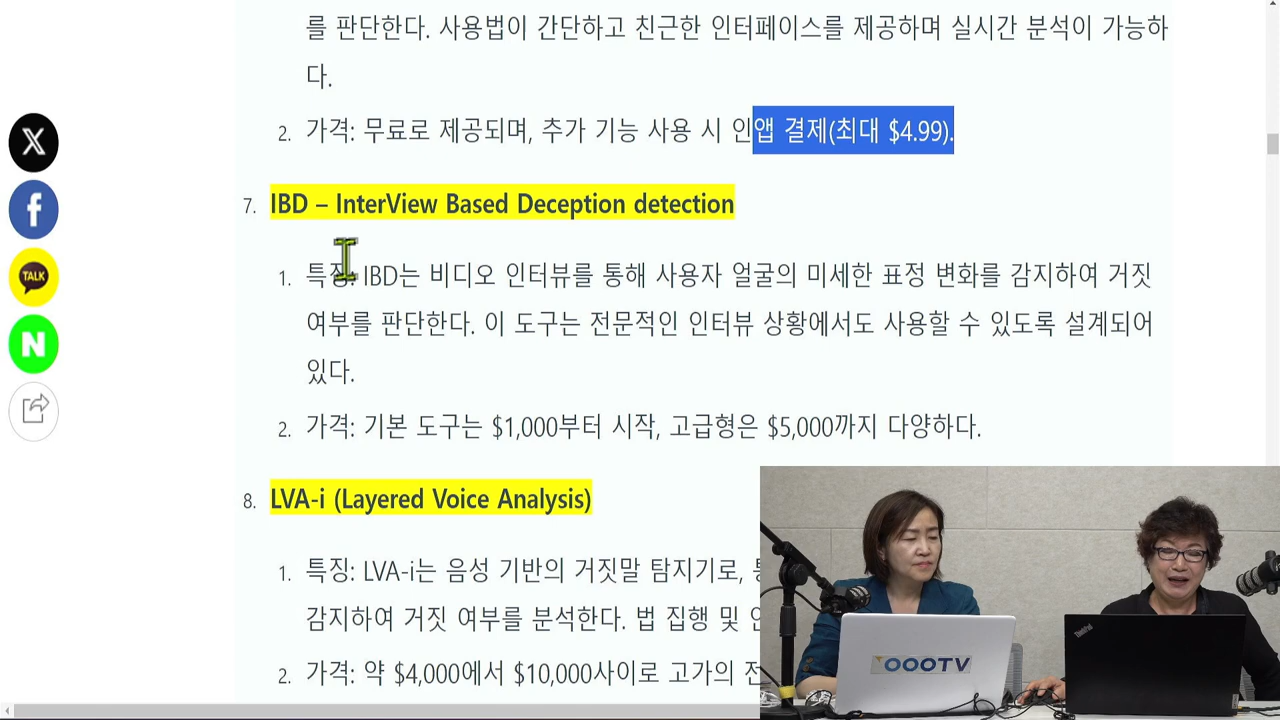 를 판단한다. 사용법이 간단하고 친근한 인터페이스를 제공하며 실시간 분석이 가능하
다.
2. 가격: 무료로 제공되며, 추가 기능 사용 시 인앱 결제(최대 $4.99).
7. IBD – InterView Based Deception detection
1. 특징: IBD는 비디오 인터뷰를 통해 사용자 얼굴의 미세한 표정 변화를 감지하여 거짓
여부를 판단한다. 이 도구는 전문적인 인터뷰 상황에서도 사용할 수 있도록 설계되어
있다.
2. 가격: 기본 도구는 $1,000부터 시작, 고급형은 $5,000까지 다양하다.
8. LVA-i (Layered Voice Analysis)
1. 특징: LVA-i는 음성 기반의 거짓말 탐지기로,
감지하여 거짓 여부를 분석한다. 법 집행 및
2. 가격: 약 $4,000에서 $10,000사이로 고가의
X
f
TALK
N
OOOTV
ThinkPad